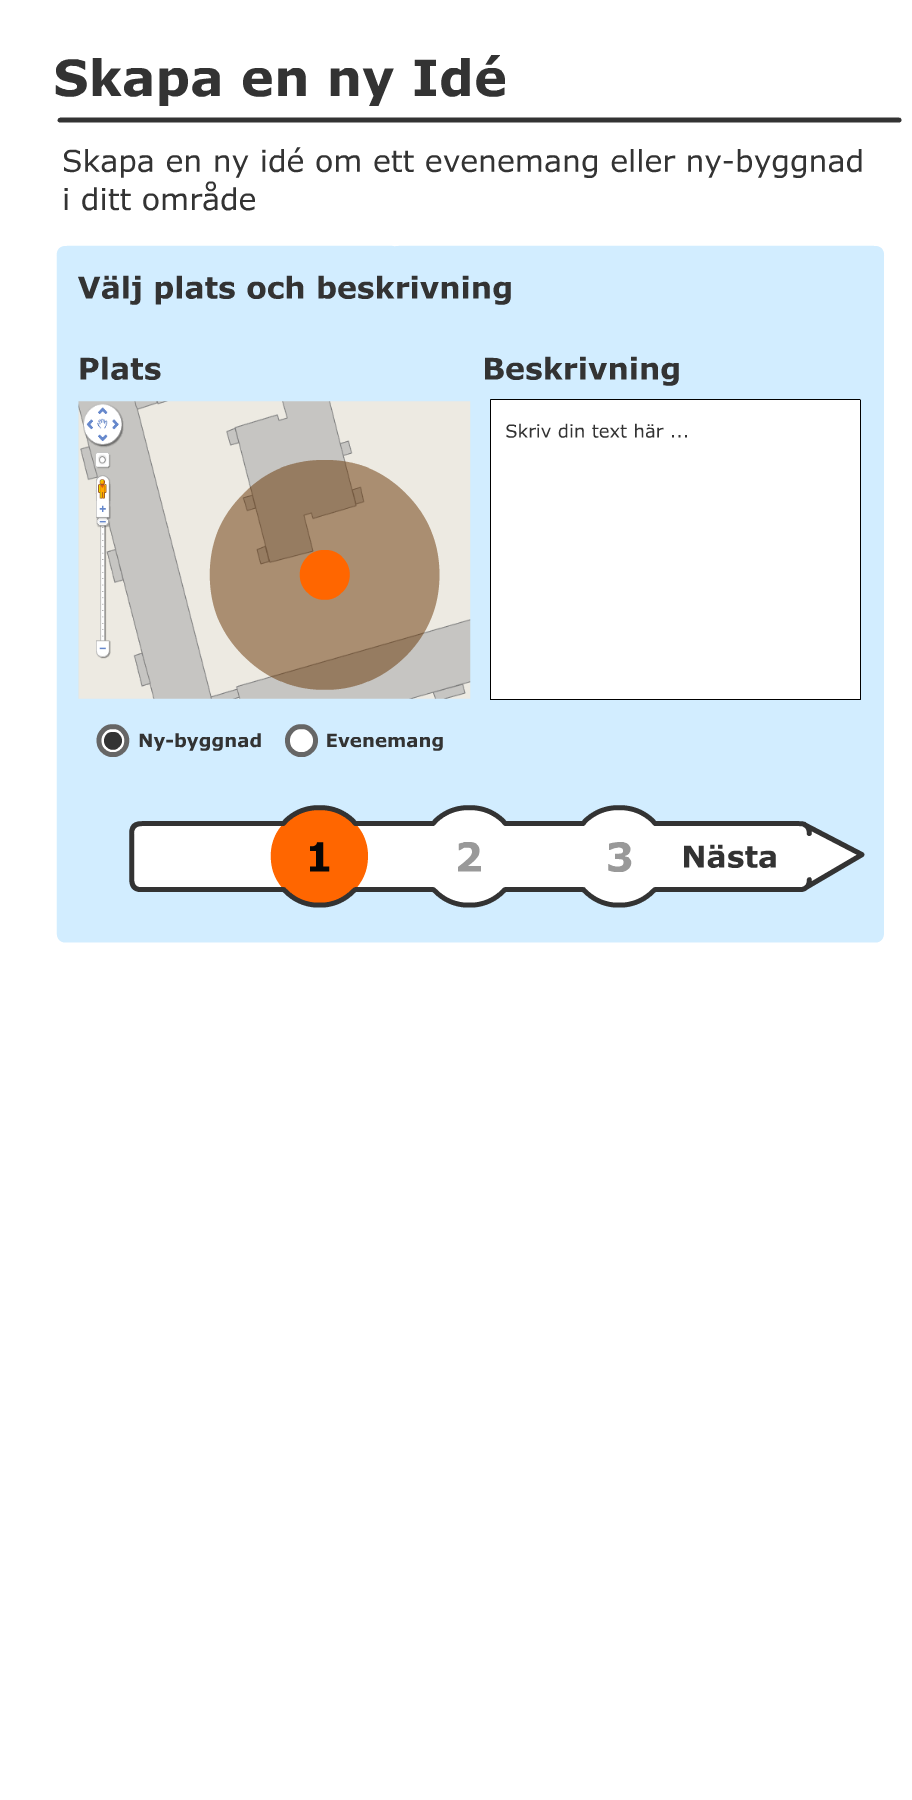 Skapa en ny Idé
Skapa en ny idé om ett evenemang eller ny-byggnad
i ditt område
Välj plats och beskrivning
Plats
Beskrivning
Skriv din text här ...
Ny-byggnad
Evenemang
1
2
3
Nästa